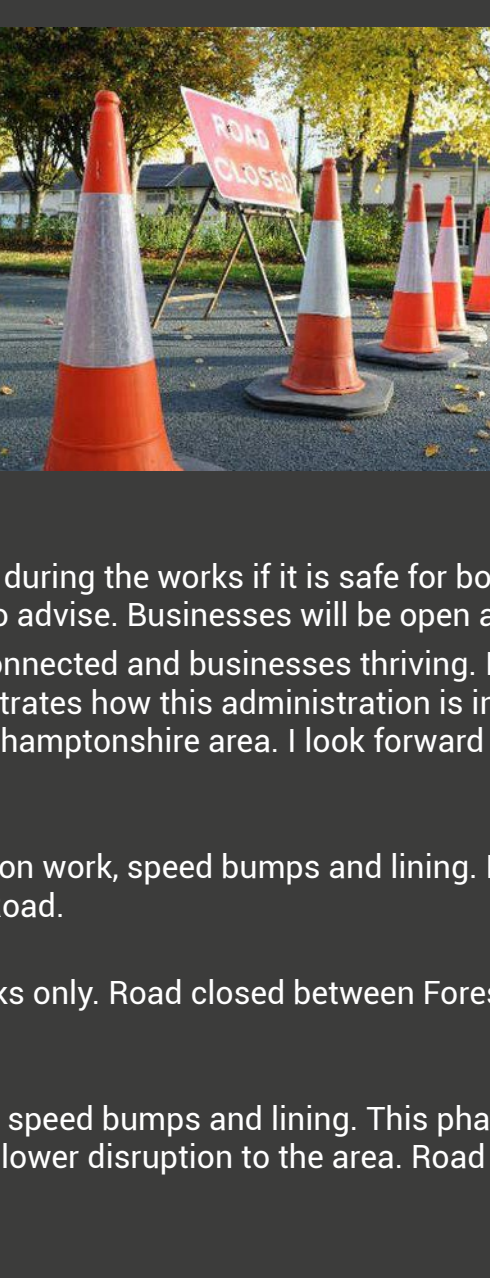 ROAD
CLOSED
during the works if it is safe for bo
o advise. Businesses will be open a
onnected and businesses thriving.
trates how this administration is in
hamptonshire area. I look forward
on work, speed bumps and lining.
oad.
ks only. Road closed between Fores
speed bumps and lining. This pha
lower disruption to the area. Road